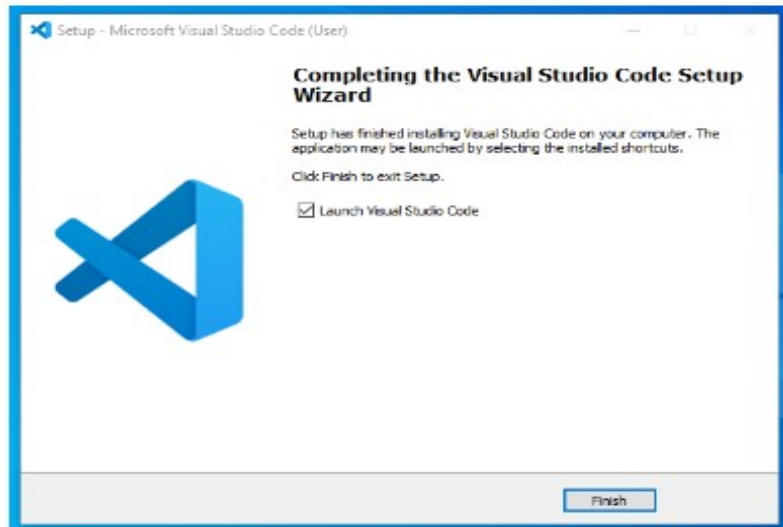 Setup - Microsoft Visual Studio Code (User)
Completing the Visual Studio Code Setup
Wizard
Setup has finished installing Visual Studio Code on your computer. The
application may be launched by selecting the installed shortcuts.
Click Finish to exit Setup.
Launch Visual Studio Code
Finish